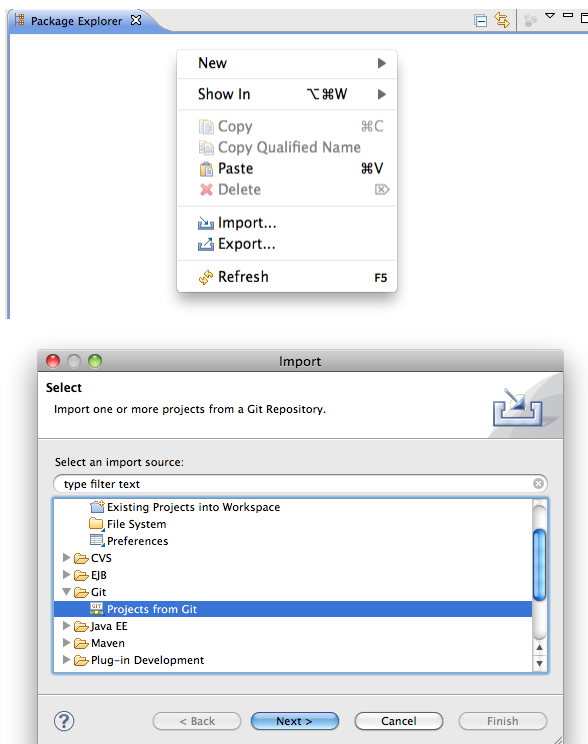 Package Explorer
New
Show In ⌥⌘W
Copy ⌘C
Copy Qualified Name
Paste ⌘V
Delete ⌦
Import...
Export...
Refresh F5
Import
Select
Import one or more projects from a Git Repository.
Select an import source:
type filter text
Existing Projects into Workspace
File System
Preferences
CVS
EJB
Git
GIT Projects from Git
Java EE
Maven
Plug-in Development
? < Back Next > Cancel Finish